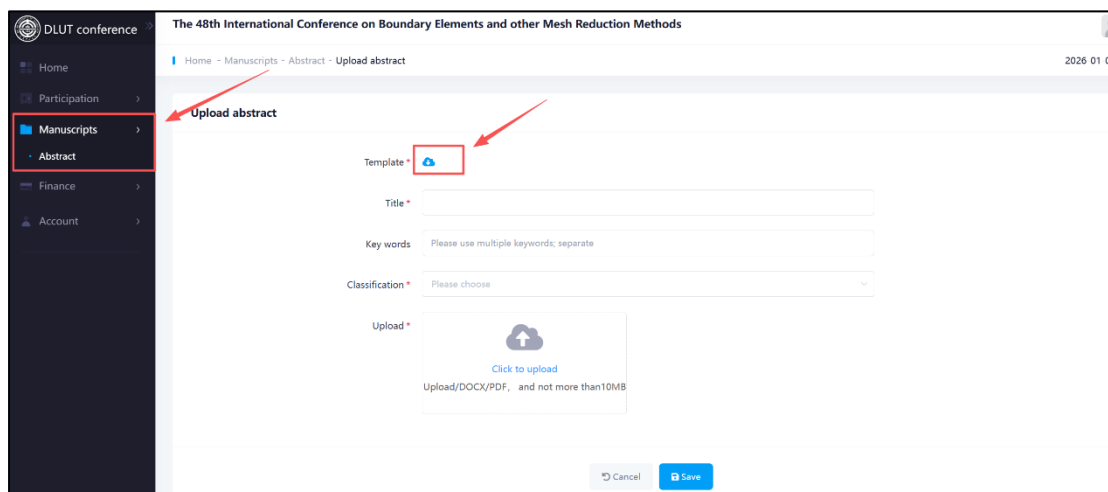 DLUT conference
The 48th International Conference on Boundary Elements and other Mesh Reduction Methods
Home
Participation
Manuscripts
Abstract
Finance
Account
Home - Manuscripts - Abstract - Upload abstract
2026 01 0
Upload abstract
Template *
Title *
Key words
Please use multiple keywords; separate
Classification *
Please choose
Upload *
Click to upload
Upload/DOCX/PDF, and not more than10MB
Cancel
Save